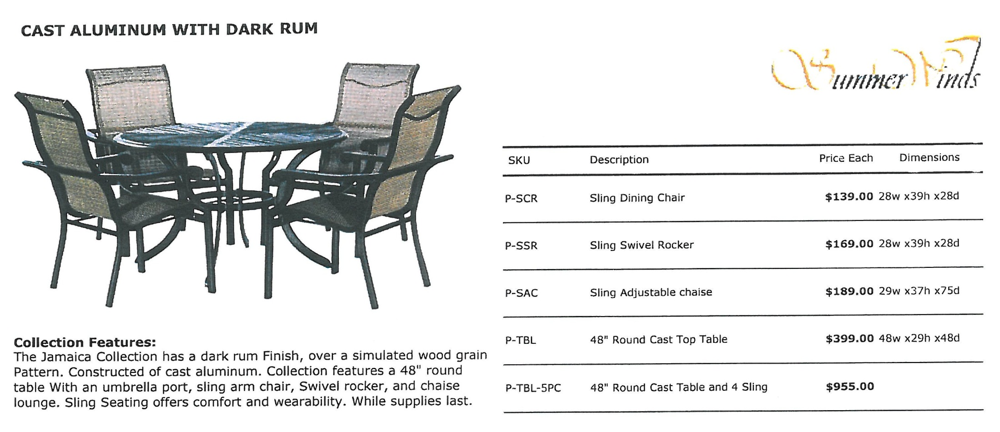 CAST ALUMINUM WITH DARK RUM
Summer Winds
SKU Description Price Each Dimensions
P-SCR Sling Dining Chair $139.00 28w x39h x28d
P-SSR Sling Swivel Rocker $169.00 28w x39h x28d
P-SAC Sling Adjustable chaise $189.00 29w x37h x75d
P-TBL 48" Round Cast Top Table $399.00 48w x29h x48d
P-TBL-5PC 48" Round Cast Table and 4 Sling $955.00
Collection Features:
The Jamaica Collection has a dark rum Finish, over a simulated wood grain
Pattern. Constructed of cast aluminum. Collection features a 48" round
table With an umbrella port, sling arm chair, Swivel rocker, and chaise
lounge. Sling Seating offers comfort and wearability. While supplies last.